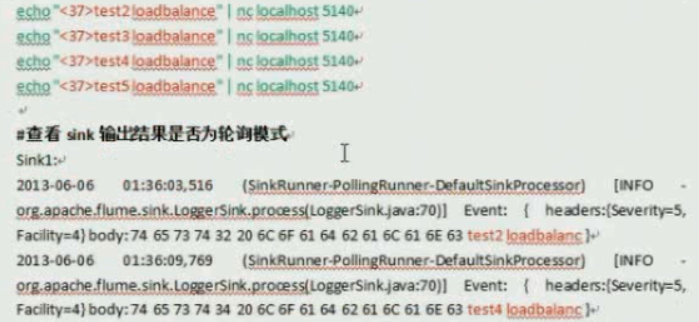 echo "<37>test2 loadbalance" | nc localhost 5140
echo "<37>test3 loadbalance" | nc localhost 5140
echo "<37>test4 loadbalance" | nc localhost 5140
echo "<37>test5 loadbalance" | nc localhost 5140
#查看 sink 输出结果是否为轮询模式
Sink1:
2013-06-06 01:36:03,516 (SinkRunner-PollingRunner-DefaultSinkProcessor) [INFO -
org.apache.flume.sink.LoggerSink.process(LoggerSink.java:70)] Event: { headers:{Severity=5,
Facility=4} body: 74 65 73 74 32 20 6C 6F 61 64 62 61 6C 61 6E 63 test2 loadbalanc }
2013-06-06 01:36:09,769 (SinkRunner-PollingRunner-DefaultSinkProcessor) [INFO -
org.apache.flume.sink.LoggerSink.process(LoggerSink.java:70)] Event: { headers:{Severity=5,
Facility=4} body: 74 65 73 74 34 20 6C 6F 61 64 62 61 6C 61 6E 63 test4 loadbalanc }